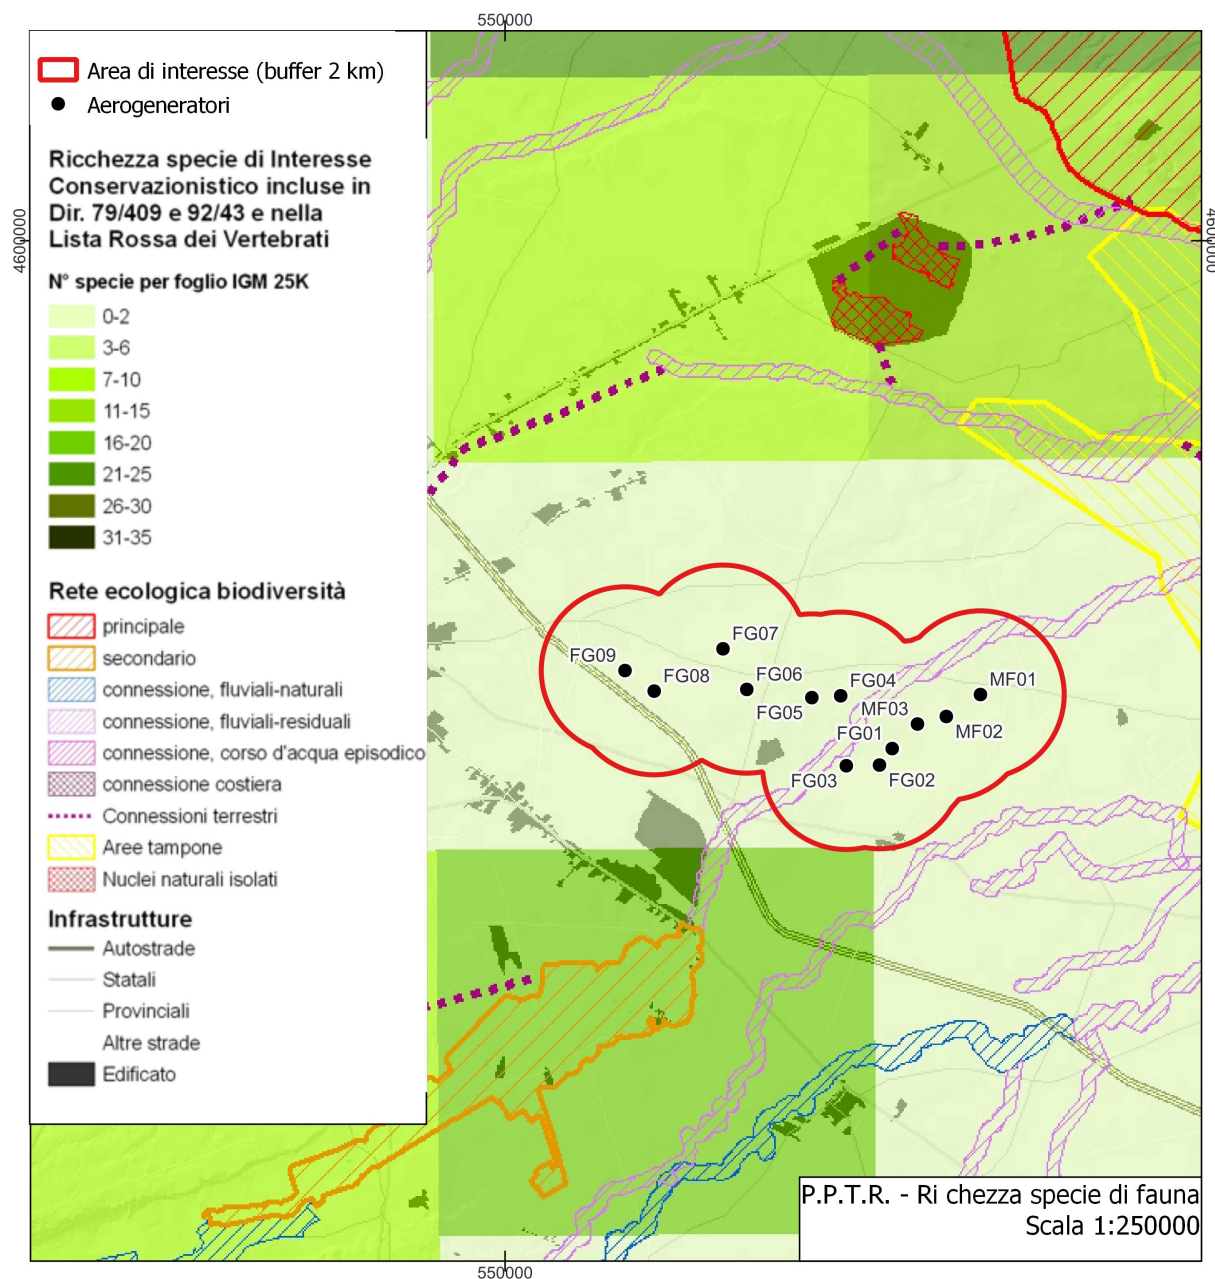 550000
Area di interesse (buffer 2 km)
Aerogeneratori
Ricchezza specie di Interesse
Conservazionistico incluse in
Dir. 79/409 e 92/43 e nella
Lista Rossa dei Vertebrati
4600000
4600000
N° specie per foglio IGM 25K
0-2
3-6
7-10
11-15
16-20
21-25
26-30
31-35
Rete ecologica biodiversità
principale
secondario
connessione, fluviali-naturali
connessione, fluviali-residuali
connessione, corso d'acqua episodico
connessione costiera
Connessioni terrestri
Aree tampone
Nuclei naturali isolati
Infrastrutture
Autostrade
Statali
Provinciali
Altre strade
Edificato
FG07
FG09
FG08
FG06
FG04
MF01
FG05
MF03
MF02
FG01
FG03
FG02
P.P.T.R. - Ri chezza specie di fauna
Scala 1:250000
550000